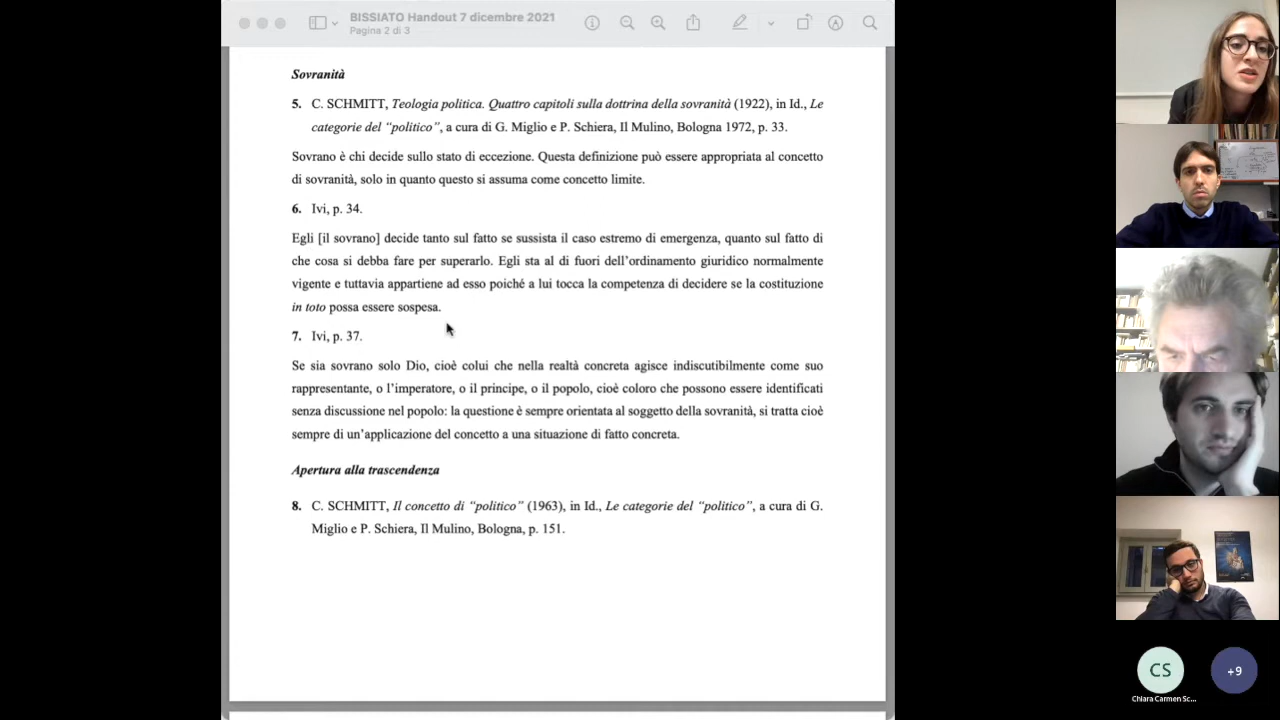 BISSIATO Handout 7 dicembre 2021
Pagina 2 di 3
Sovranità
5. C. SCHMITT, Teologia politica. Quattro capitoli sulla dottrina della sovranità (1922), in Id., Le
categorie del “politico”, a cura di G. Miglio e P. Schiera, Il Mulino, Bologna 1972, p. 33.
Sovrano è chi decide sullo stato di eccezione. Questa definizione può essere appropriata al concetto
di sovranità, solo in quanto questo si assuma come concetto limite.
6. Ivi, p. 34.
Egli [il sovrano] decide tanto sul fatto se sussista il caso estremo di emergenza, quanto sul fatto di
che cosa si debba fare per superarlo. Egli sta al di fuori dell’ordinamento giuridico normalmente
vigente e tuttavia appartiene ad esso poiché a lui tocca la competenza di decidere se la costituzione
in toto possa essere sospesa.
7. Ivi, p. 37.
Se sia sovrano solo Dio, cioè colui che nella realtà concreta agisce indiscutibilmente come suo
rappresentante, o l’imperatore, o il principe, o il popolo, cioè coloro che possono essere identificati
senza discussione nel popolo: la questione è sempre orientata al soggetto della sovranità, si tratta cioè
sempre di un’applicazione del concetto a una situazione di fatto concreta.
Apertura alla trascendenza
8. C. SCHMITT, Il concetto di “politico” (1963), in Id., Le categorie del “politico”, a cura di G.
Miglio e P. Schiera, Il Mulino, Bologna, p. 151.
CS
+9
Chiara Carmen Sc...